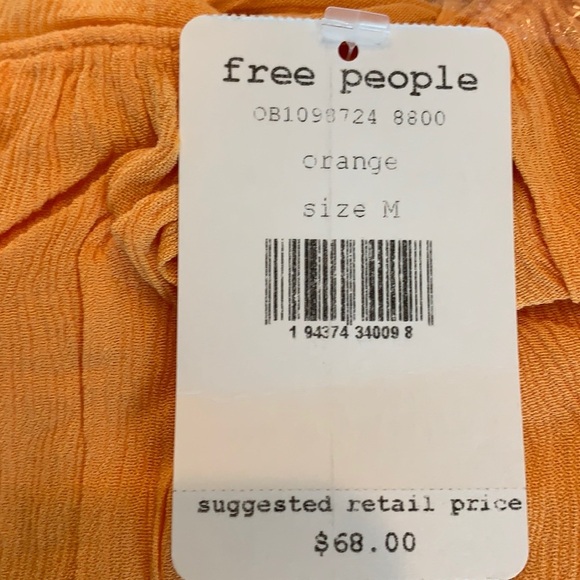 free people
OB1098724 8800
orange
size M
1 94374 34009 8
suggested retail price
$68.00